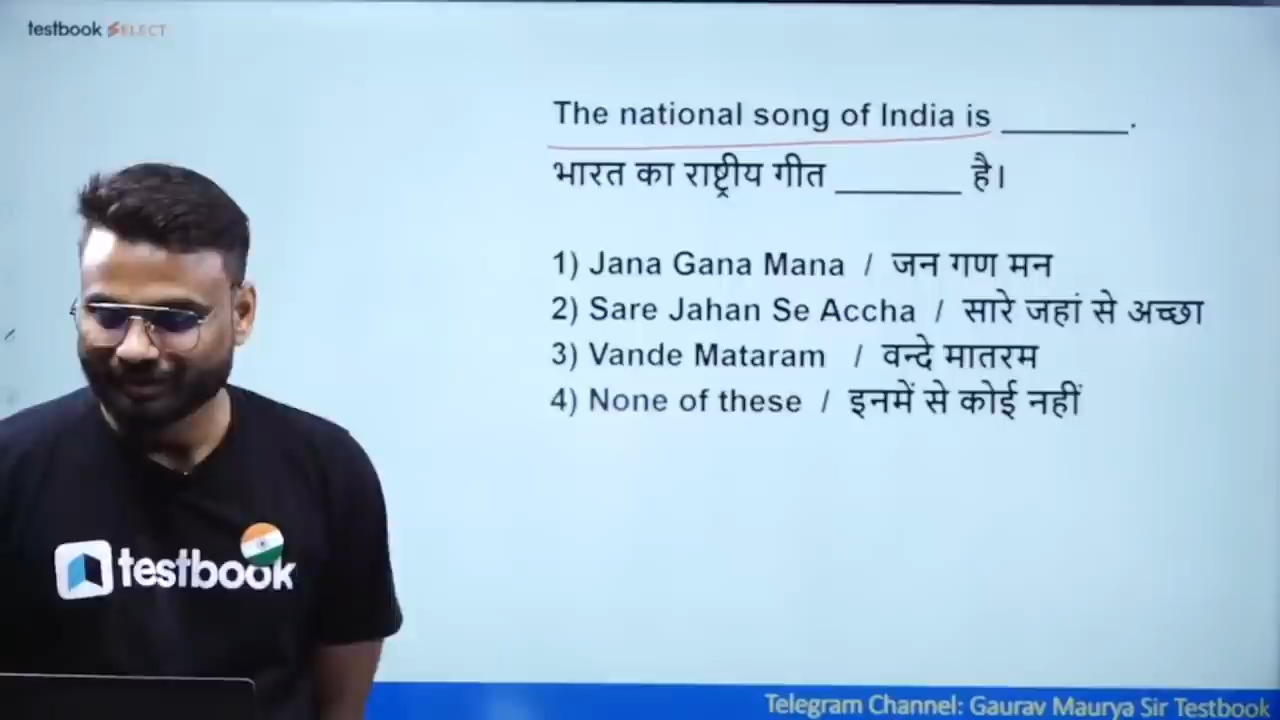 testbook SELECT
The national song of India is ________.
भारत का राष्ट्रीय गीत ________ है।
1) Jana Gana Mana / जन गण मन
2) Sare Jahan Se Accha / सारे जहां से अच्छा
3) Vande Mataram / वन्दे मातरम
4) None of these / इनमें से कोई नहीं
testbook
Telegram Channel: Gaurav Maurya Sir Testbook